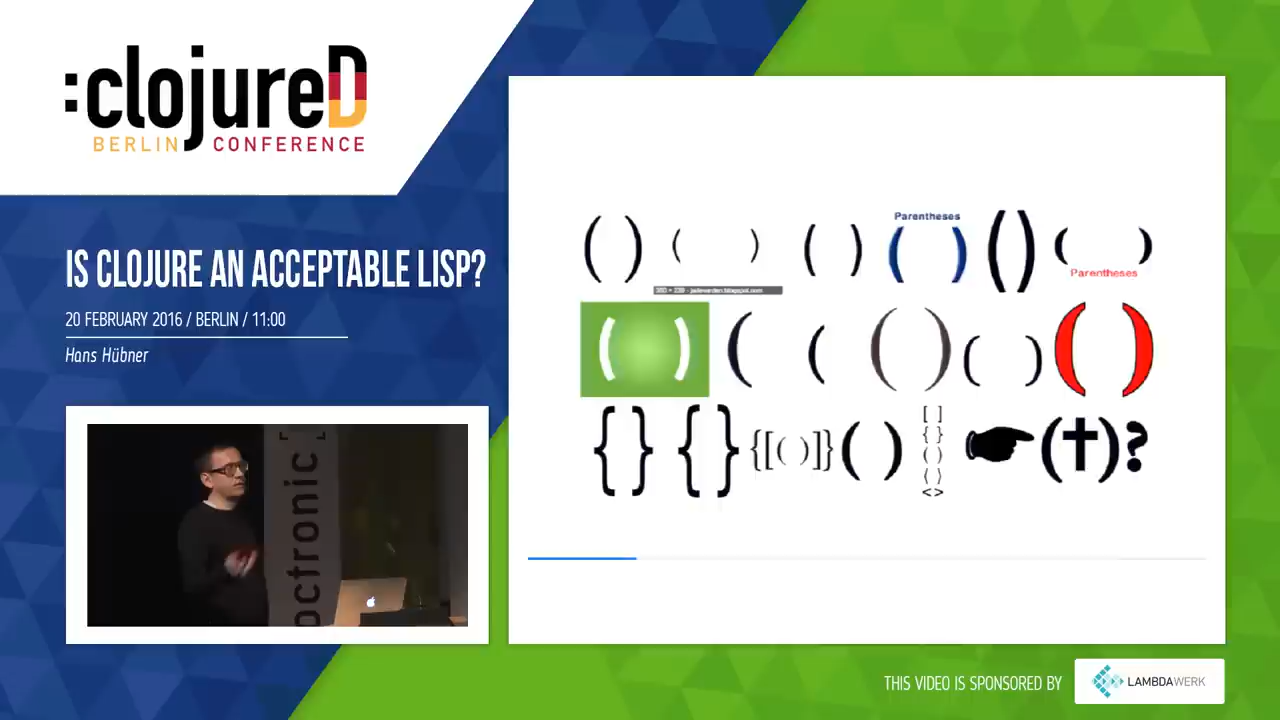 :clojureD
BERLIN CONFERENCE
IS CLOJURE AN ACCEPTABLE LISP?
20 FEBRUARY 2016 / BERLIN / 11:00
Hans Hübner
octronic
( ) ( ) ( ) ( ) ( ) ( )
Parentheses
Parentheses
( ) ( ( ( ) ( ) ( )
{ } { } {[( )]} ( ) (✝)?
[ ]
{ }
( )
( )
<>
THIS VIDEO IS SPONSORED BY
LAMBDAWERK